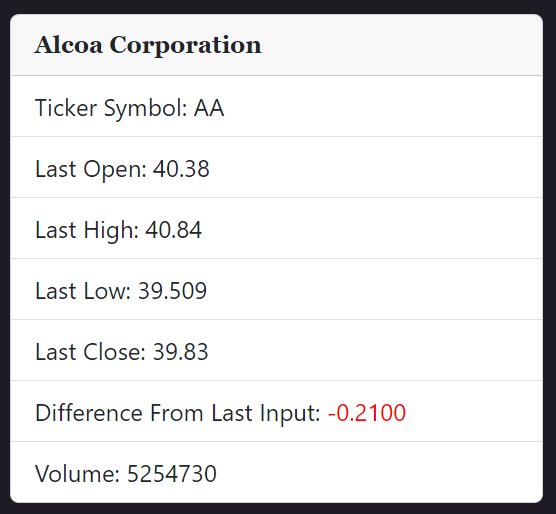 Alcoa Corporation
Ticker Symbol: AA
Last Open: 40.38
Last High: 40.84
Last Low: 39.509
Last Close: 39.83
Difference From Last Input: -0.2100
Volume: 5254730